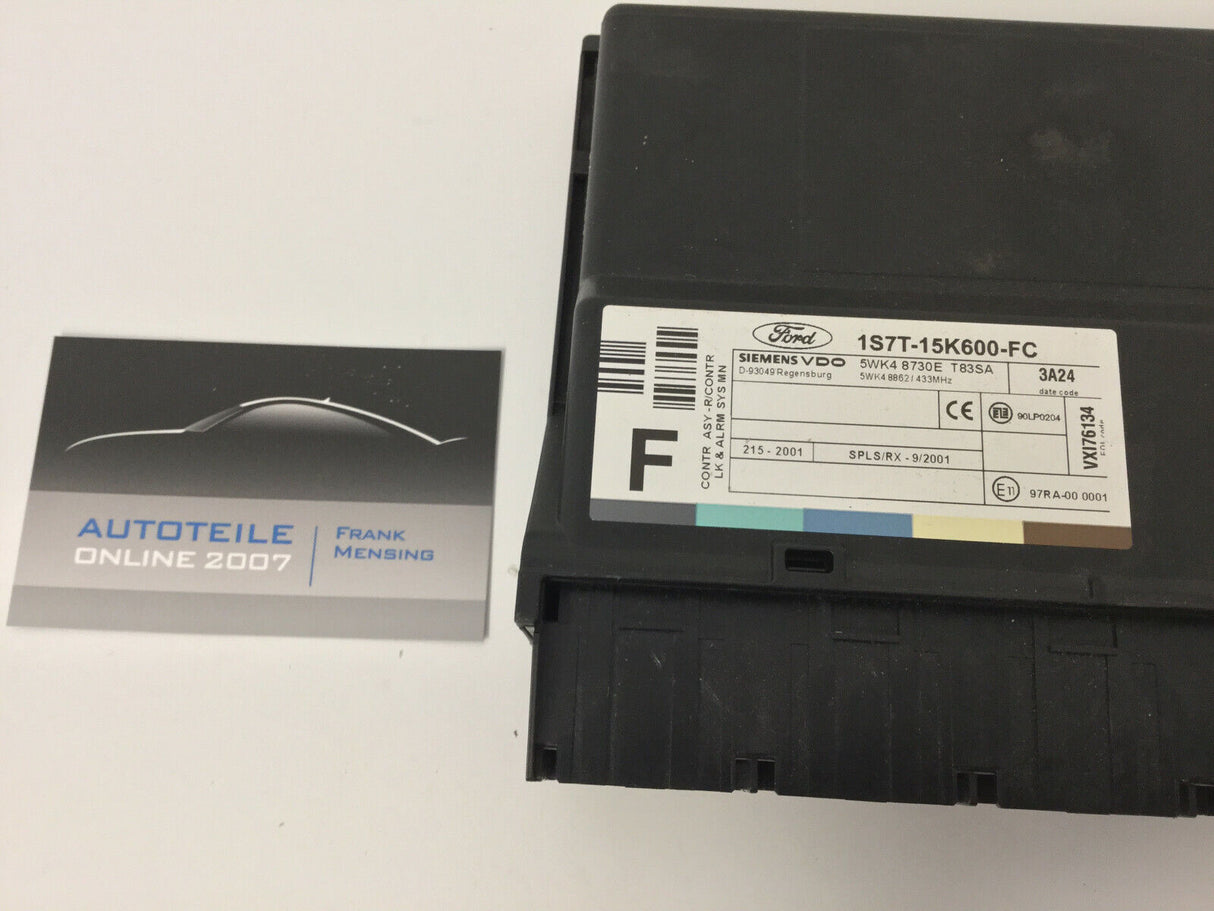 AUTOTEILE
ONLINE 2007
FRANK
MENSING
Ford
1S7T-15K600-FC
SIEMENS VDO
D-93049 Regensburg
5WK4 8730E T83SA
5WK4 8862 / 433MHz
3A24
date code
CE
90LP0204
VXI76134
215 - 2001
SPLS/RX - 9/2001
E11
97RA-00 0001
CONTR ASY -R/CONTR
LK & ALRM SYS MN
F